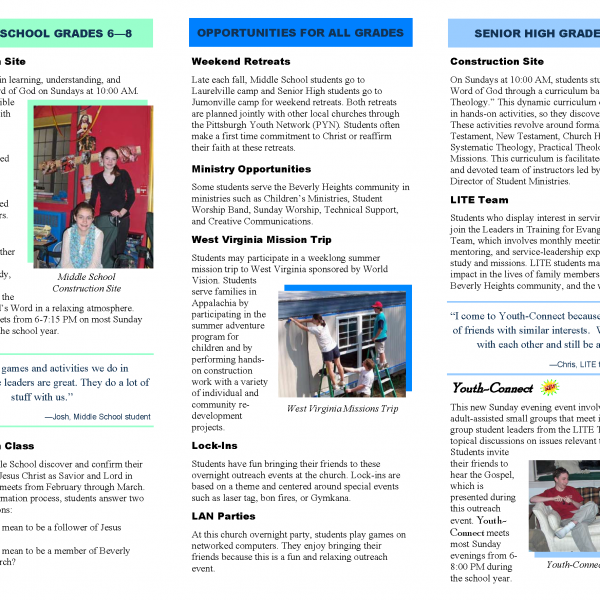 SCHOOL GRADES 6—8
Site
in learning, understanding, and
rd of God on Sundays at 10:00 AM.
ible
ith
ed
ed
rs.
ther
dy,
Middle School
Construction Site
the
l’s Word in a relaxing atmosphere.
ets from 6-7:15 PM on most Sunday
the school year.
games and activities we do in
e leaders are great. They do a lot of
stuff with us.”
—Josh, Middle School student
n Class
le School discover and confirm their
Jesus Christ as Savior and Lord in
meets from February through March.
rmation process, students answer two
ons:
mean to be a follower of Jesus
mean to be a member of Beverly
rch?
OPPORTUNITIES FOR ALL GRADES
Weekend Retreats
Late each fall, Middle School students go to
Laurelville camp and Senior High students go to
Jumonville camp for weekend retreats. Both retreats
are planned jointly with other local churches through
the Pittsburgh Youth Network (PYN). Students often
make a first time commitment to Christ or reaffirm
their faith at these retreats.
Ministry Opportunities
Some students serve the Beverly Heights community in
ministries such as Children’s Ministries, Student
Worship Band, Sunday Worship, Technical Support,
and Creative Communications.
West Virginia Mission Trip
Students may participate in a weeklong summer
mission trip to West Virginia sponsored by World
Vision. Students
serve families in
Appalachia by
participating in the
summer adventure
program for
children and by
performing hands-
on construction
work with a variety
of individual and
community re-
development
projects.
West Virginia Missions Trip
Lock-Ins
Students have fun bringing their friends to these
overnight outreach events at the church. Lock-ins are
based on a theme and centered around special events
such as laser tag, bon fires, or Gymkana.
LAN Parties
At this church overnight party, students play games on
networked computers. They enjoy bringing their
friends because this is a fun and relaxing outreach
event.
SENIOR HIGH GRADE
Construction Site
On Sundays at 10:00 AM, students stu
Word of God through a curriculum ba
Theology.” This dynamic curriculum
in hands-on activities, so they discove
These activities revolve around forma
Testament, New Testament, Church H
Systematic Theology, Practical Theolo
Missions. This curriculum is facilitated
and devoted team of instructors led by
Director of Student Ministries.
LITE Team
Students who display interest in servin
join the Leaders in Training for Evang
Team, which involves monthly meetin
mentoring, and service-leadership exp
study and missions. LITE students ma
impact in the lives of family members
Beverly Heights community, and the w
“I come to Youth-Connect because
of friends with similar interests. W
with each other and still be a
—Chris, LITE t
Youth-Connect
This new Sunday evening event involv
adult-assisted small groups that meet i
group student leaders from the LITE T
topical discussions on issues relevant t
Students invite
their friends to
hear the Gospel,
which is
presented during
this outreach
event. Youth-
Connect meets
most Sunday
evenings from 6-
8:00 PM during
the school year.
Youth-Connec